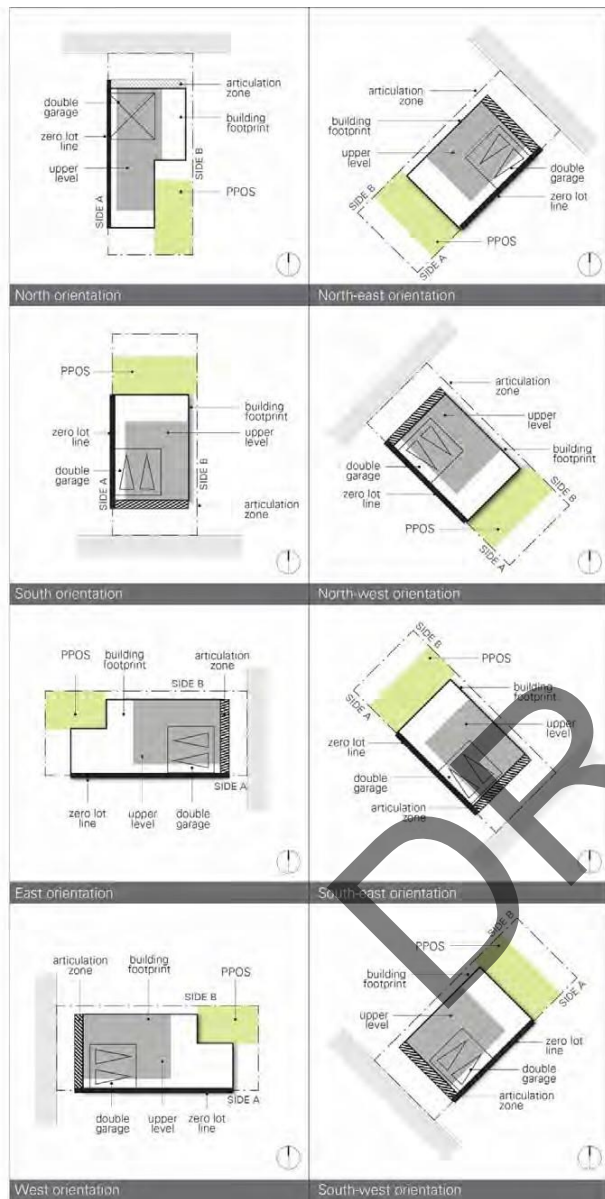 articulation
zone
double
garage
building
footprint
zero lot
line
upper
level
SIDE B
PPOS
SIDE A
North orientation
articulation
zone
building
footprint
upper
level
double
garage
zero lot
line
SIDE B
PPOS
SIDE A
North-east orientation
PPOS
building
footprint
zero lot
line
upper
level
double
garage
SIDE A
SIDE B
articulation
zone
South orientation
articulation
zone
upper
level
building
footprint
double
garage
zero lot
line
SIDE B
PPOS
SIDE A
North-west orientation
PPOS
building
footprint
articulation
zone
SIDE B
SIDE A
zero lot
line
upper
level
double
garage
East orientation
SIDE B
PPOS
building
footprint
SIDE A
upper
level
zero lot
line
double
garage
articulation
zone
South-east orientation
articulation
zone
building
footprint
PPOS
SIDE B
SIDE A
double
garage
upper
level
zero lot
line
West orientation
SIDE B
PPOS
building
footprint
SIDE A
upper
level
zero lot
line
double
garage
articulation
zone
South-west orientation
DR